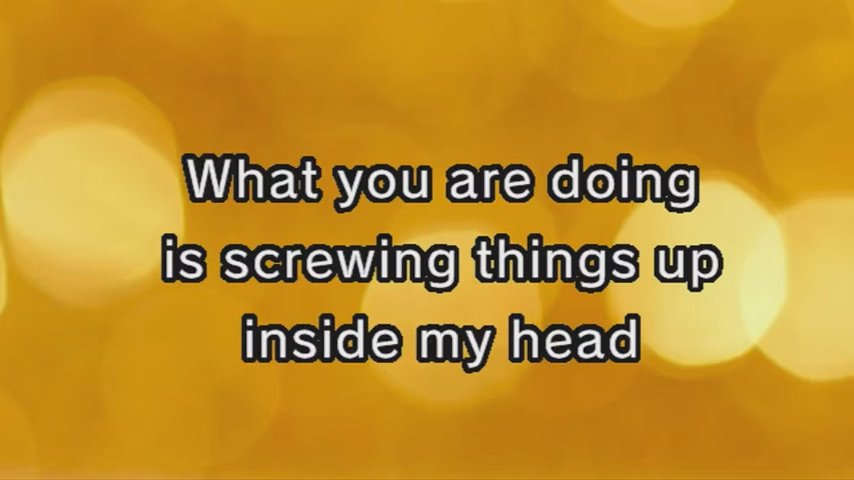 What you are doing
is screwing things up
inside my head